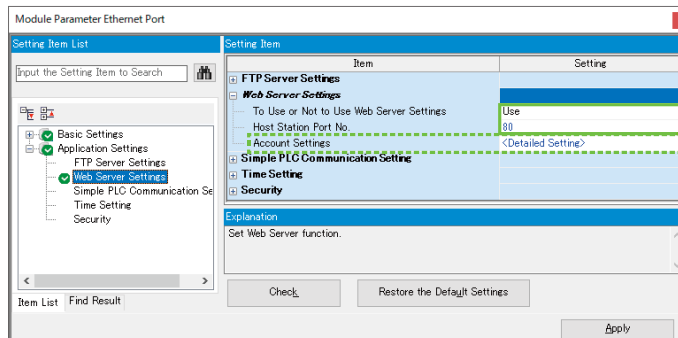 Module Parameter Ethernet Port
Setting Item List
Setting Item
Input the Setting Item to Search
Item Setting
FTP Server Settings
Web Server Settings
To Use or Not to Use Web Server Settings Use
Host Station Port No. 80
Account Settings <Detailed Setting>
Simple PLC Communication Setting
Time Setting
Security
Basic Settings
Application Settings
FTP Server Settings
Web Server Settings
Simple PLC Communication Se
Time Setting
Security
Explanation
Set Web Server function.
Item List Find Result
Check Restore the Default Settings
Apply